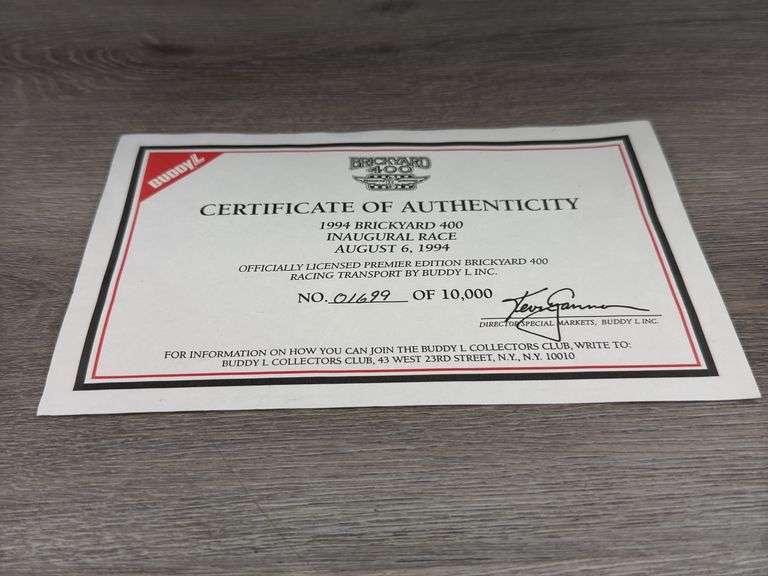 BUDDY L
BRICKYARD
400
CERTIFICATE OF AUTHENTICITY
1994 BRICKYARD 400
INAUGURAL RACE
AUGUST 6, 1994
OFFICIALLY LICENSED PREMIER EDITION BRICKYARD 400
RACING TRANSPORT BY BUDDY L INC.
NO. 01699 OF 10,000
DIRECTOR SPECIAL MARKETS, BUDDY L INC.
FOR INFORMATION ON HOW YOU CAN JOIN THE BUDDY L COLLECTORS CLUB, WRITE TO:
BUDDY L COLLECTORS CLUB, 43 WEST 23RD STREET, N.Y., N.Y. 10010